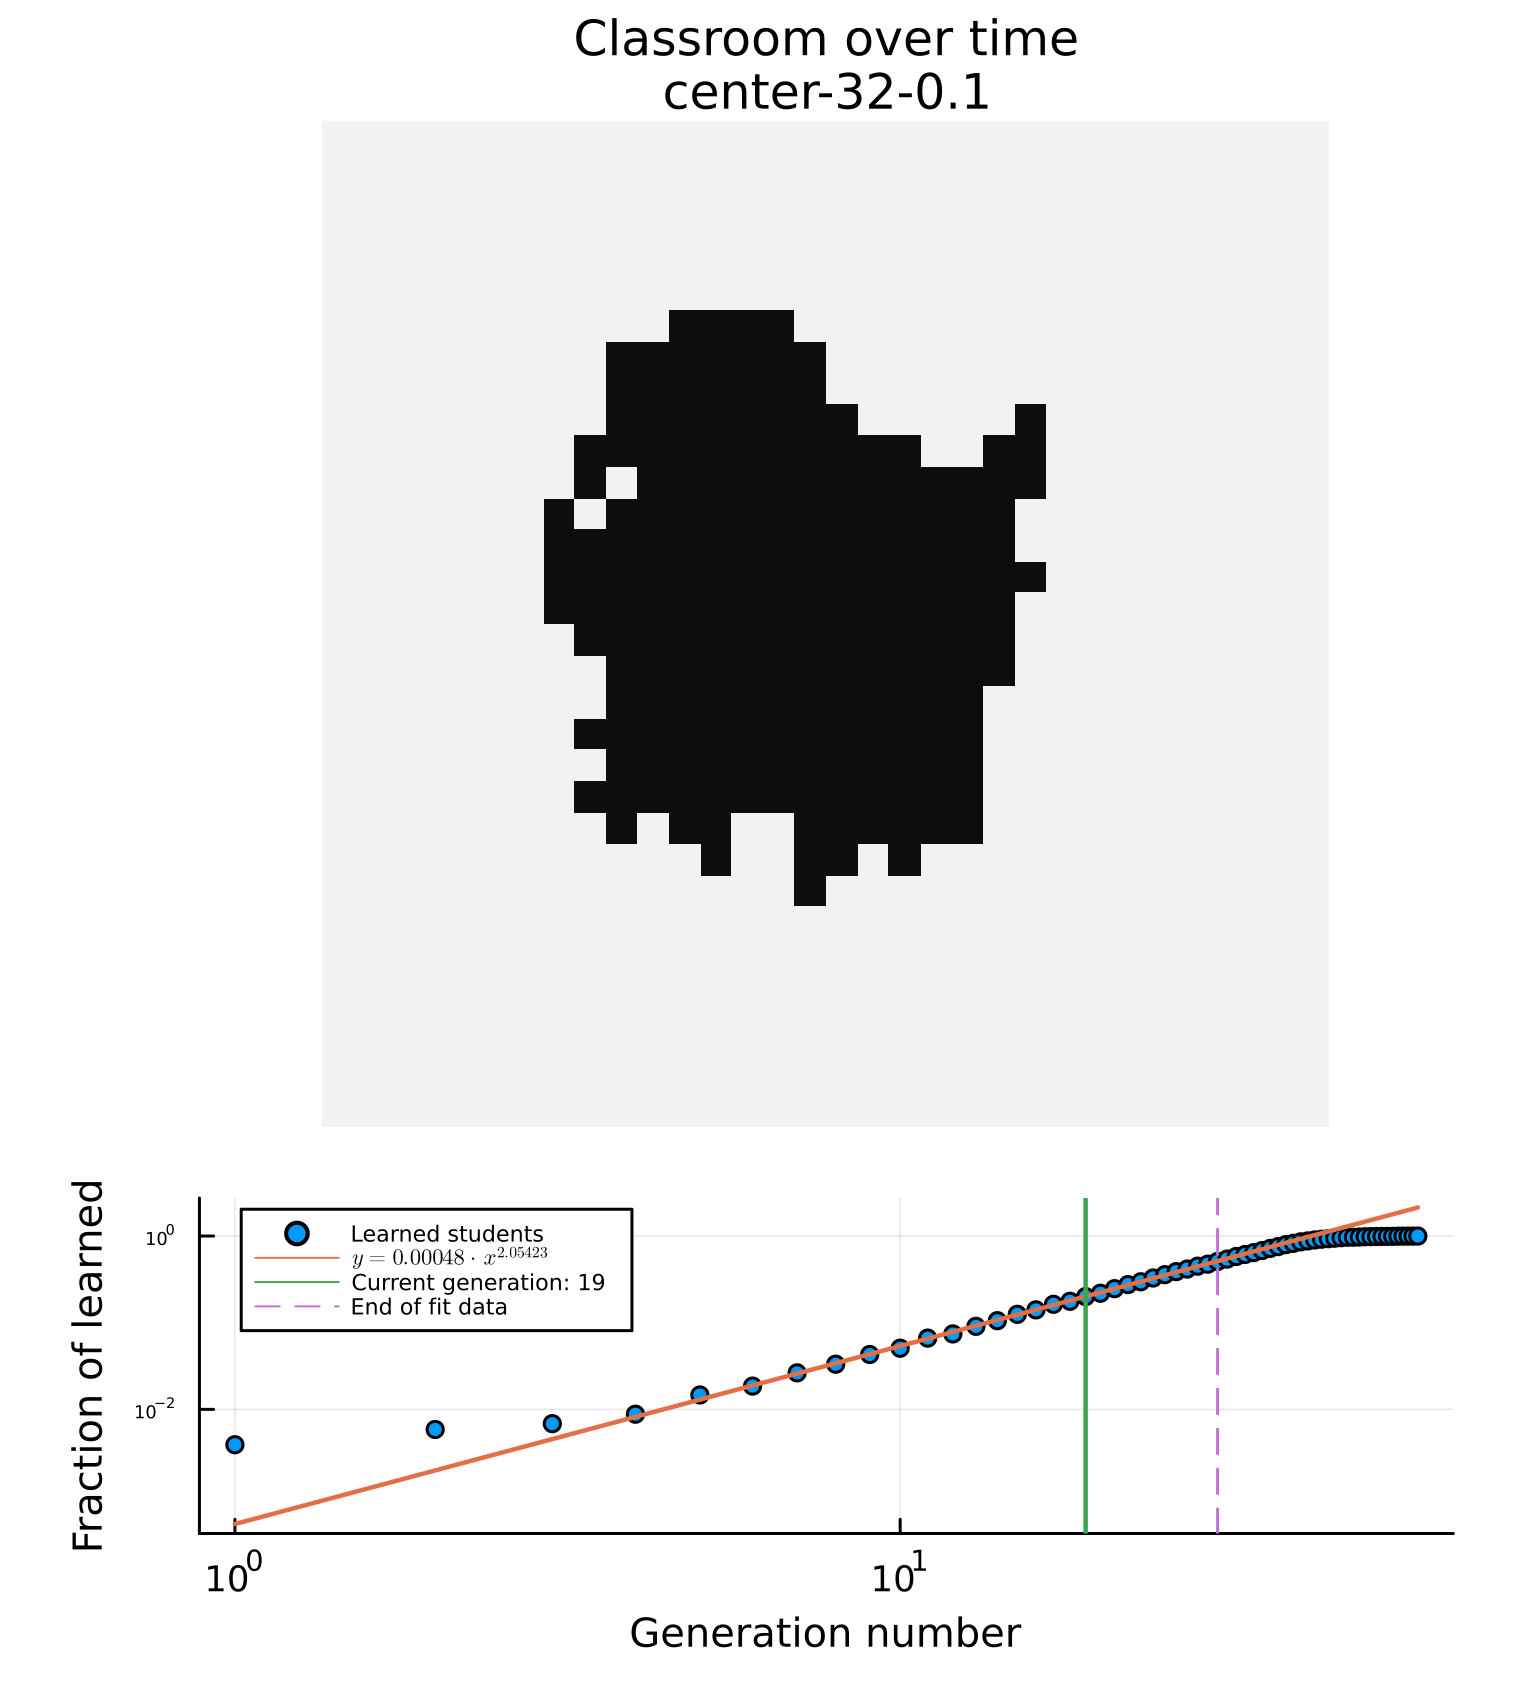 Classroom over time
center-32-0.1
Fraction of learned
10^0
10^-2
Learned students
y = 0.00048 · x^2.05423
Current generation: 19
End of fit data
10^0
10^1
Generation number